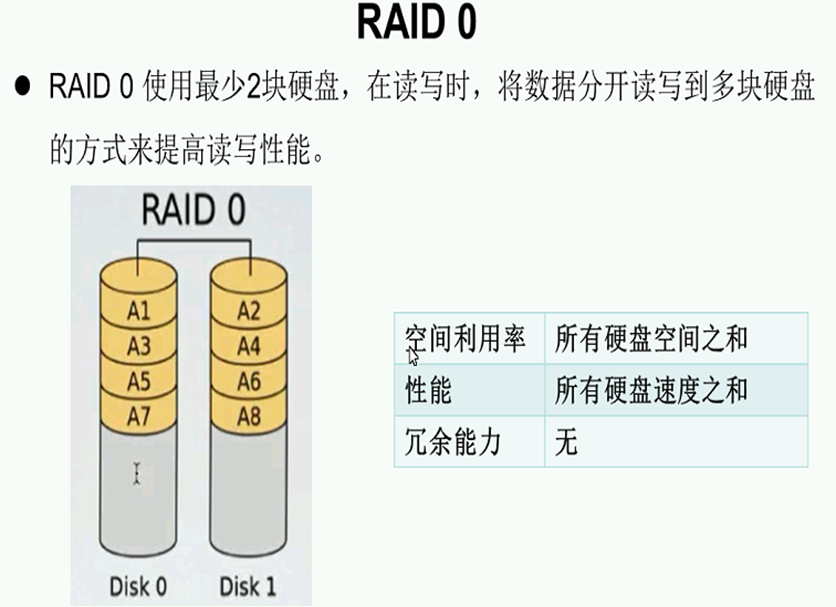 RAID 0
● RAID 0 使用最少2块硬盘，在读写时，将数据分开读写到多块硬盘
的方式来提高读写性能。
RAID 0
A1 A2
A3 A4
A5 A6
A7 A8
Disk 0 Disk 1
空间利用率 所有硬盘空间之和
性能 所有硬盘速度之和
冗余能力 无